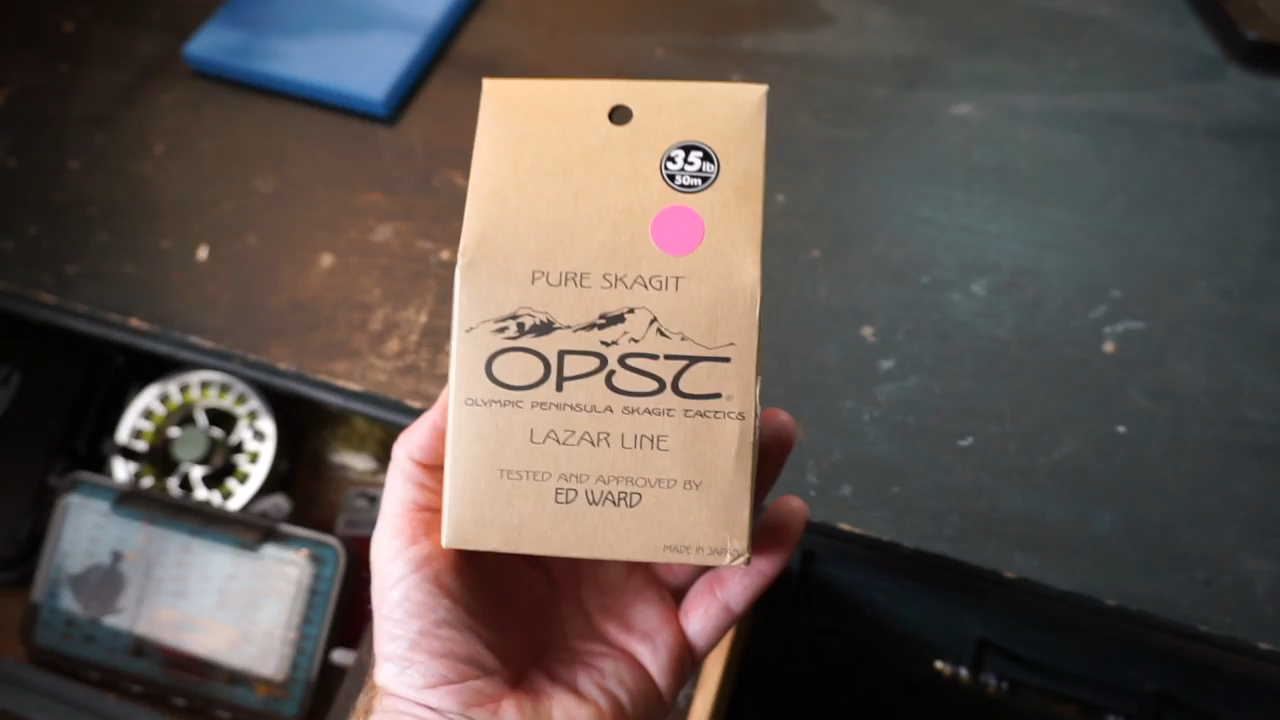 35lb
50m
PURE SKAGIT
OPST®
OLYMPIC PENINSULA SKAGIT TACTICS
LAZAR LINE
TESTED AND APPROVED BY
ED WARD
MADE IN JAPAN